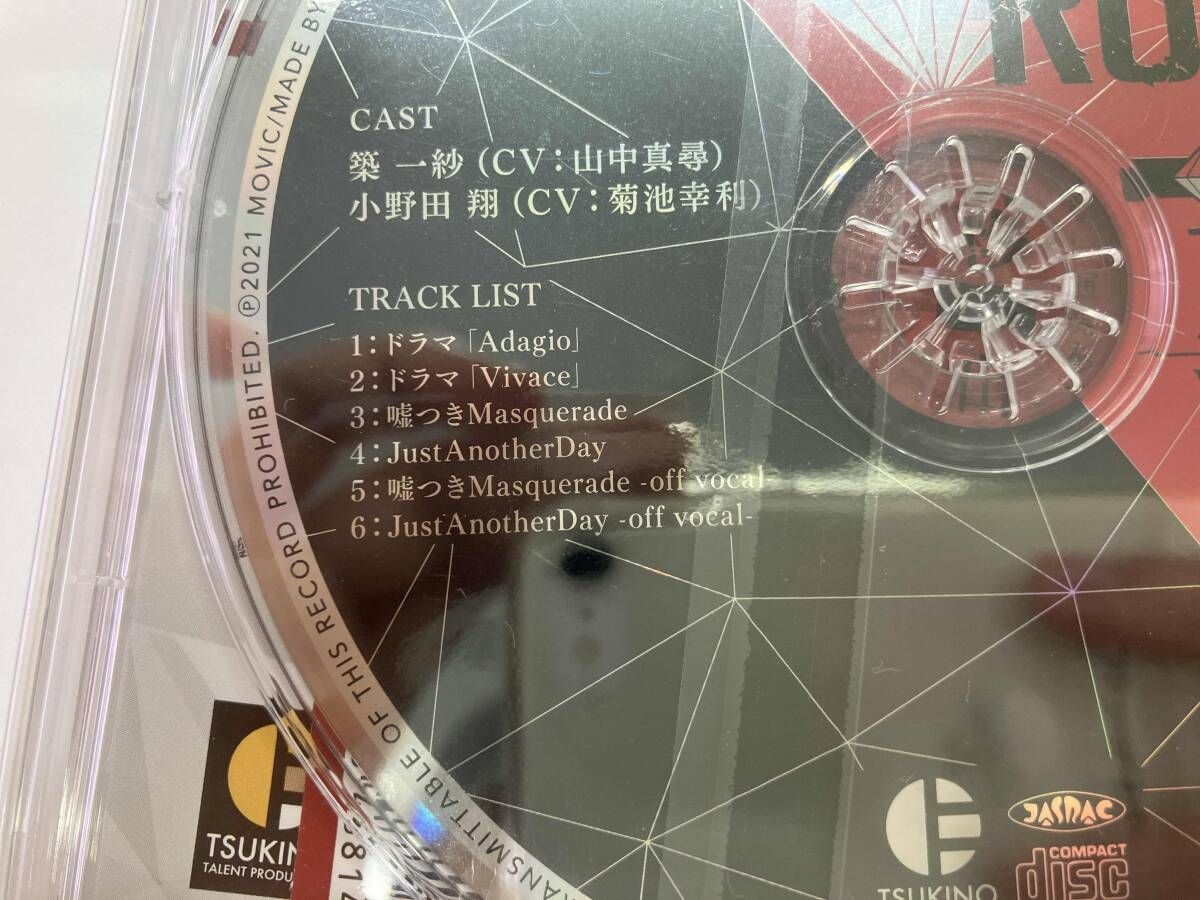 RU
CAST
築 一紗 (CV:山中真尋)
小野田 翔 (CV:菊池幸利)
TRACK LIST
1:ドラマ「Adagio」
2:ドラマ「Vivace」
3:嘘つきMasquerade
4:JustAnotherDay
5:嘘つきMasquerade -off vocal-
6:JustAnotherDay -off vocal-
TRANSMITTABLE OF THIS RECORD PROHIBITED. ℗2021 MOVIC/MADE BY
TSUKIN
TALENT PRODU
TSUKINO
JASRAC
COMPACT
disc